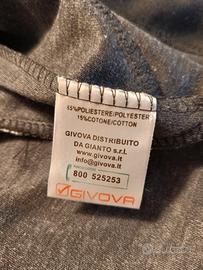 85%POLIESTERE/POLYESTER
15%COTONE/COTTON
GIVOVA DISTRIBUITO
DA GIANTO s.r.l
www.givova.it
info@givova.it
800 525253
GIVOVA